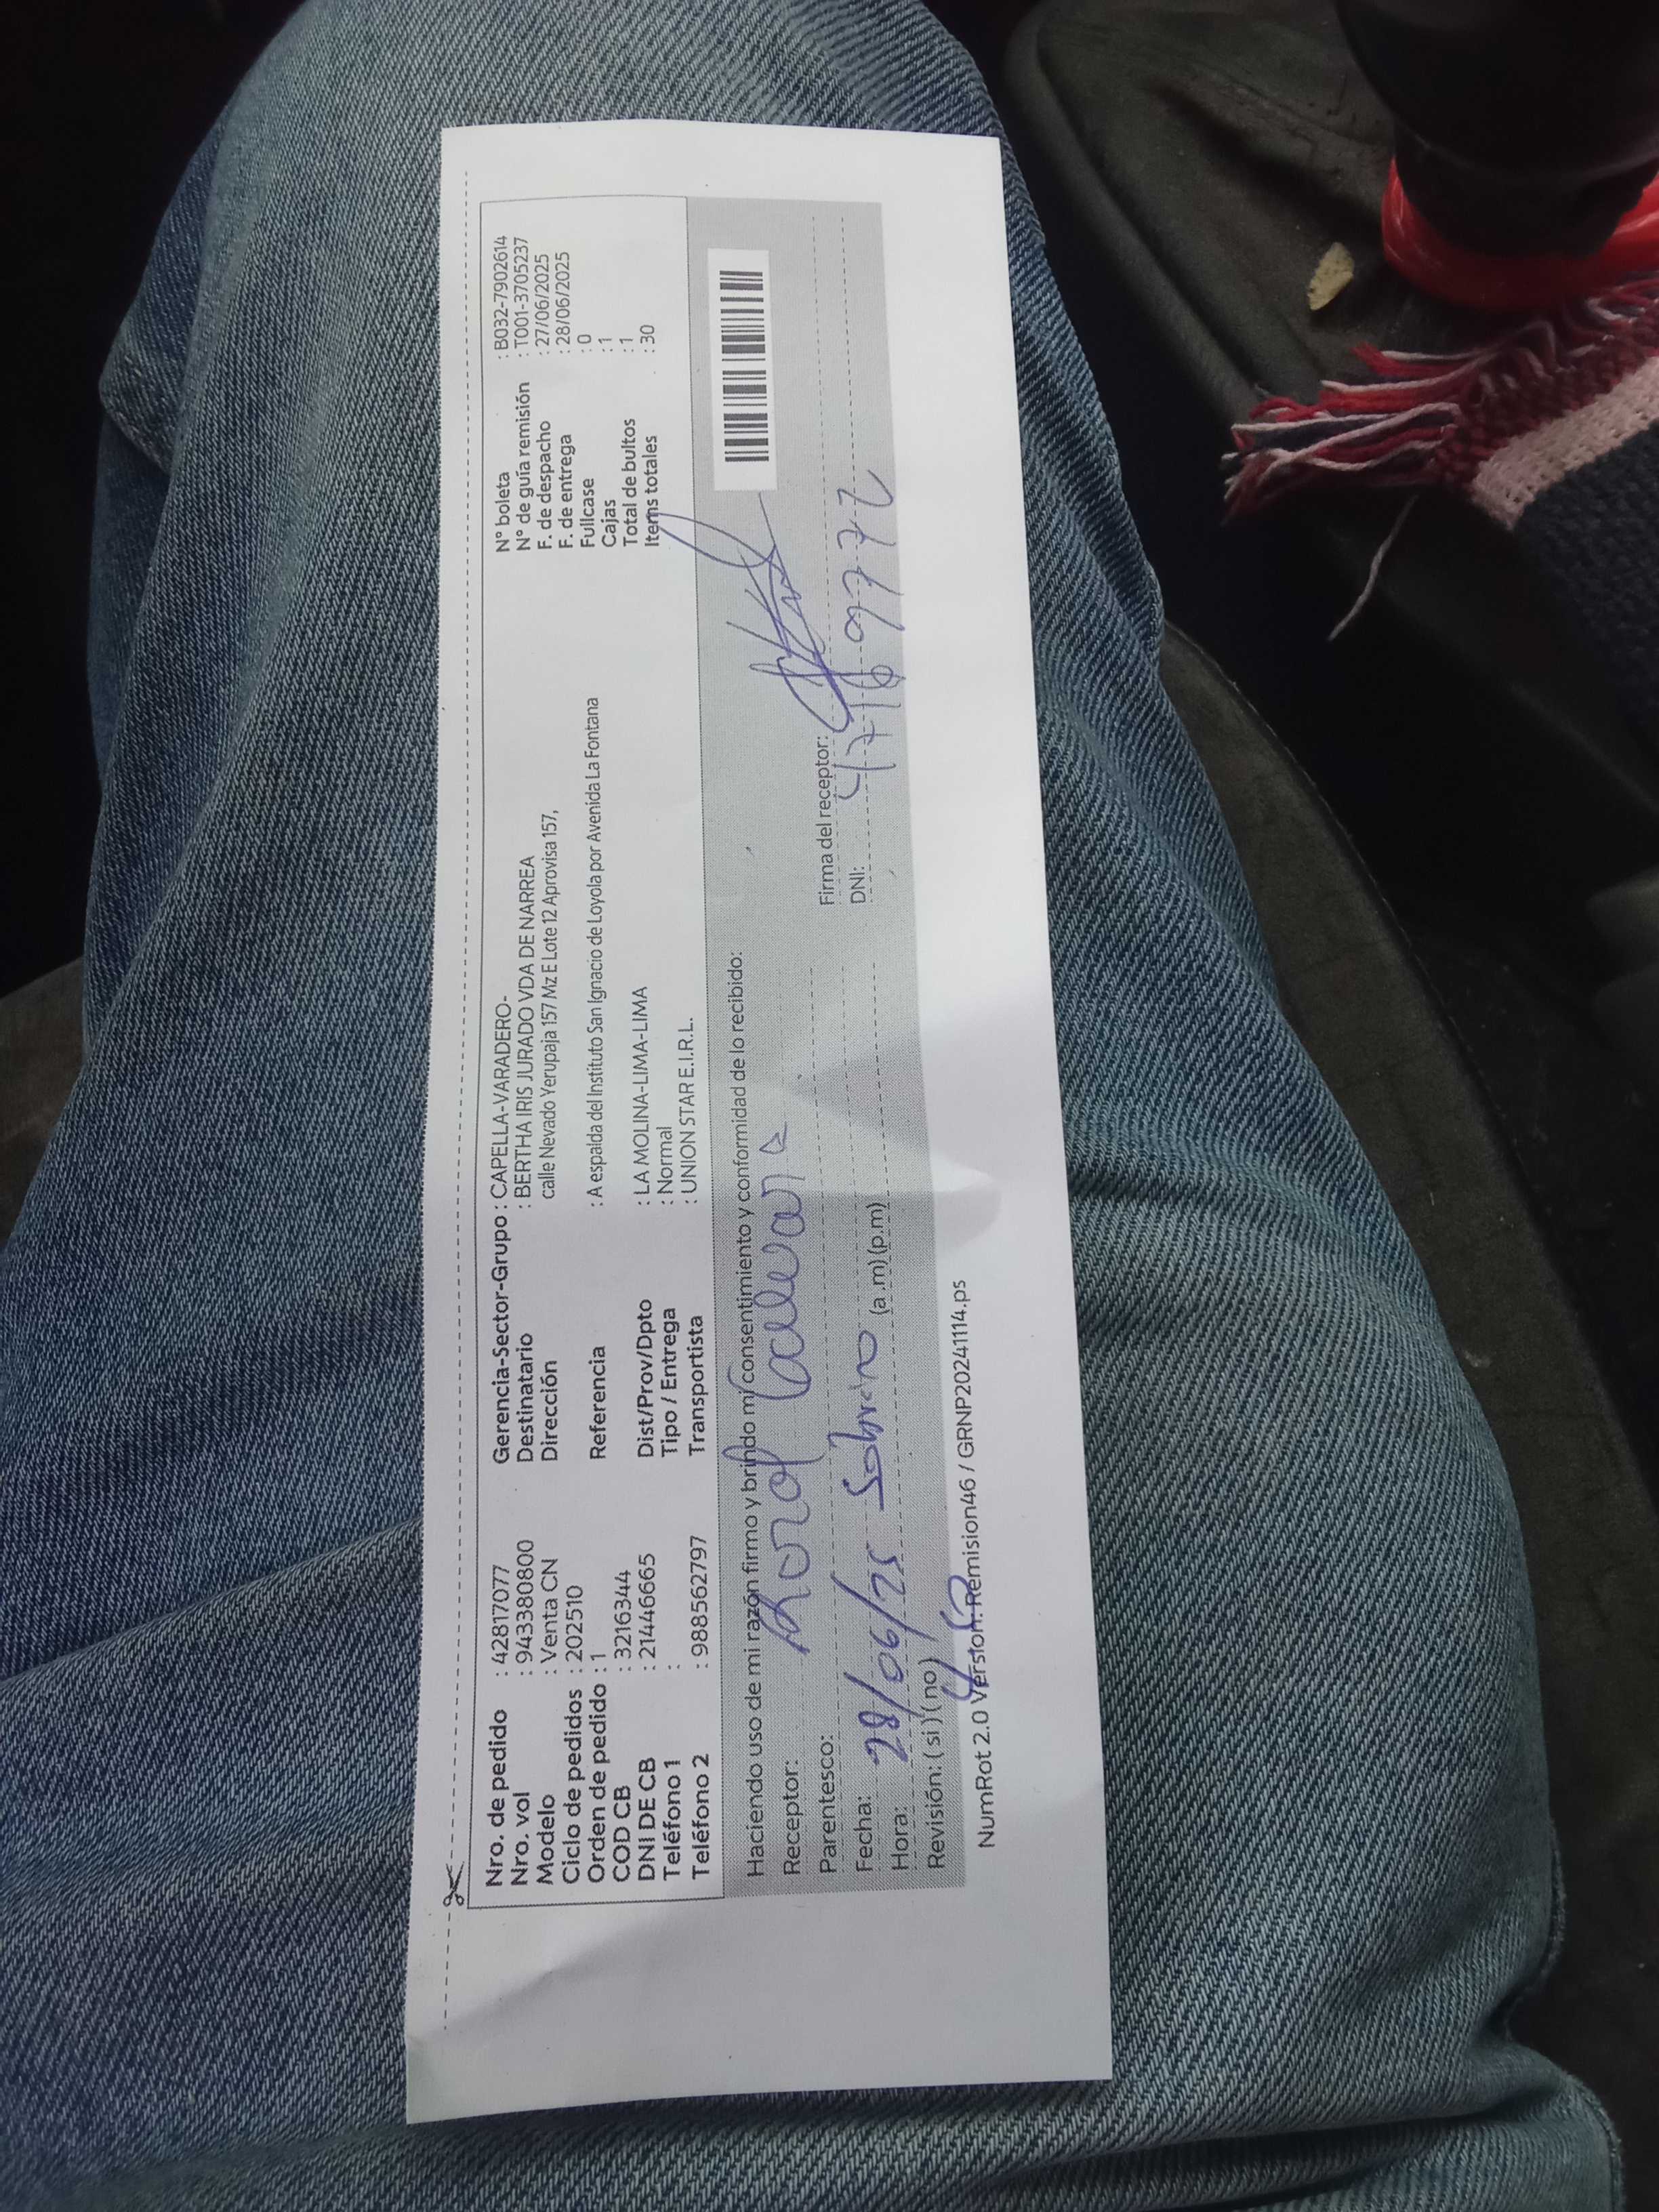 Nro. de pedido : 42817077
Nro. vol : 943380800
Modelo : Venta CN
Ciclo de pedidos : 202510
Orden de pedido : 1
COD CB : 3216344
DNI DE CB : 21446665
Teléfono 1 :
Teléfono 2 : 988562797
Gerencia-Sector-Grupo : CAPELLA-VARADERO-
Destinatario : BERTHA IRIS JURADO VDA DE NARREA
Dirección calle Nevado Yerupaja 157 Mz E Lote 12 Aprovisa 157,
Referencia : A espalda del Instituto San Ignacio de Loyola por Avenida La Fontana
Dist/Prov/Dpto : LA MOLINA-LIMA-LIMA
Tipo / Entrega : Normal
Transportista : UNION STAR E.I.R.L.
N° boleta : B032-7902614
N° de guía remisión : T001-3705237
F. de despacho : 27/06/2025
F. de entrega : 28/06/2025
Fullcase : 0
Cajas : 1
Total de bultos : 1
Items totales : 30
Haciendo uso de mi razón firmo y brindo mi consentimiento y conformidad de lo recibido:
Receptor:
Parentesco: Sobrino
Fecha: 28/06/25
Hora: (a .m) (p.m)
Revisión: ( si ) ( no )
Firma del receptor:
DNI:
NumRot 2.0 Version: Remision46 / GRNP20241114.ps